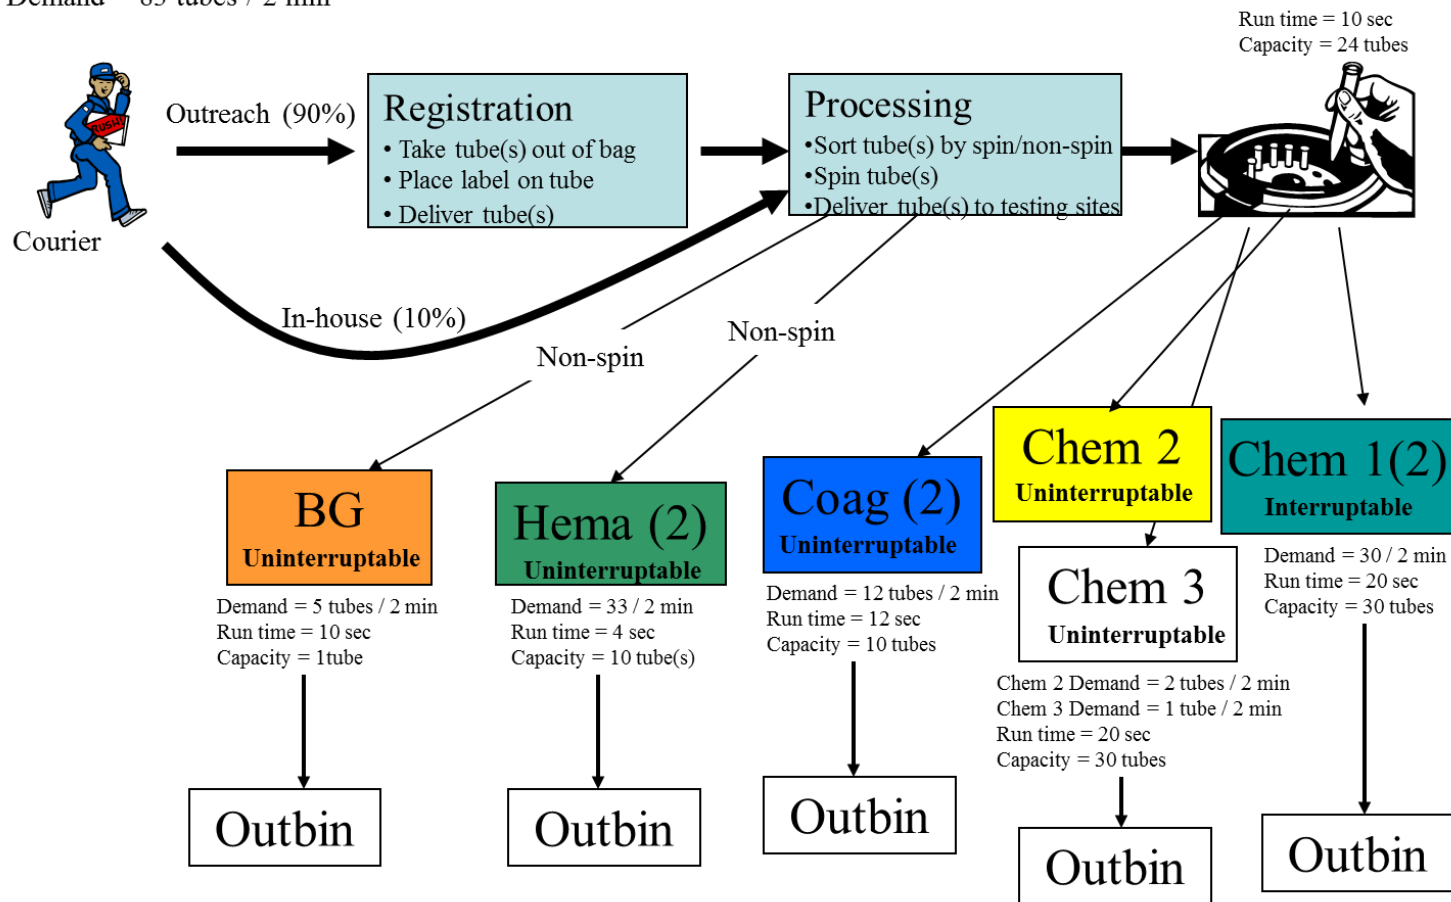 Demand = 83 tubes / 2 min
Run time = 10 sec
Capacity = 24 tubes
RUSH!
Courier
Outreach (90%)
In-house (10%)
Registration
• Take tube(s) out of bag
• Place label on tube
• Deliver tube(s)
Processing
•Sort tube(s) by spin/non-spin
•Spin tube(s)
•Deliver tube(s) to testing sites
Non-spin
Non-spin
BG
Uninterruptable
Demand = 5 tubes / 2 min
Run time = 10 sec
Capacity = 1tube
Outbin
Hema (2)
Uninterruptable
Demand = 33 / 2 min
Run time = 4 sec
Capacity = 10 tube(s)
Outbin
Coag (2)
Uninterruptable
Demand = 12 tubes / 2 min
Run time = 12 sec
Capacity = 10 tubes
Outbin
Chem 2
Uninterruptable
Chem 3
Uninterruptable
Chem 2 Demand = 2 tubes / 2 min
Chem 3 Demand = 1 tube / 2 min
Run time = 20 sec
Capacity = 30 tubes
Outbin
Chem 1(2)
Interruptable
Demand = 30 / 2 min
Run time = 20 sec
Capacity = 30 tubes
Outbin